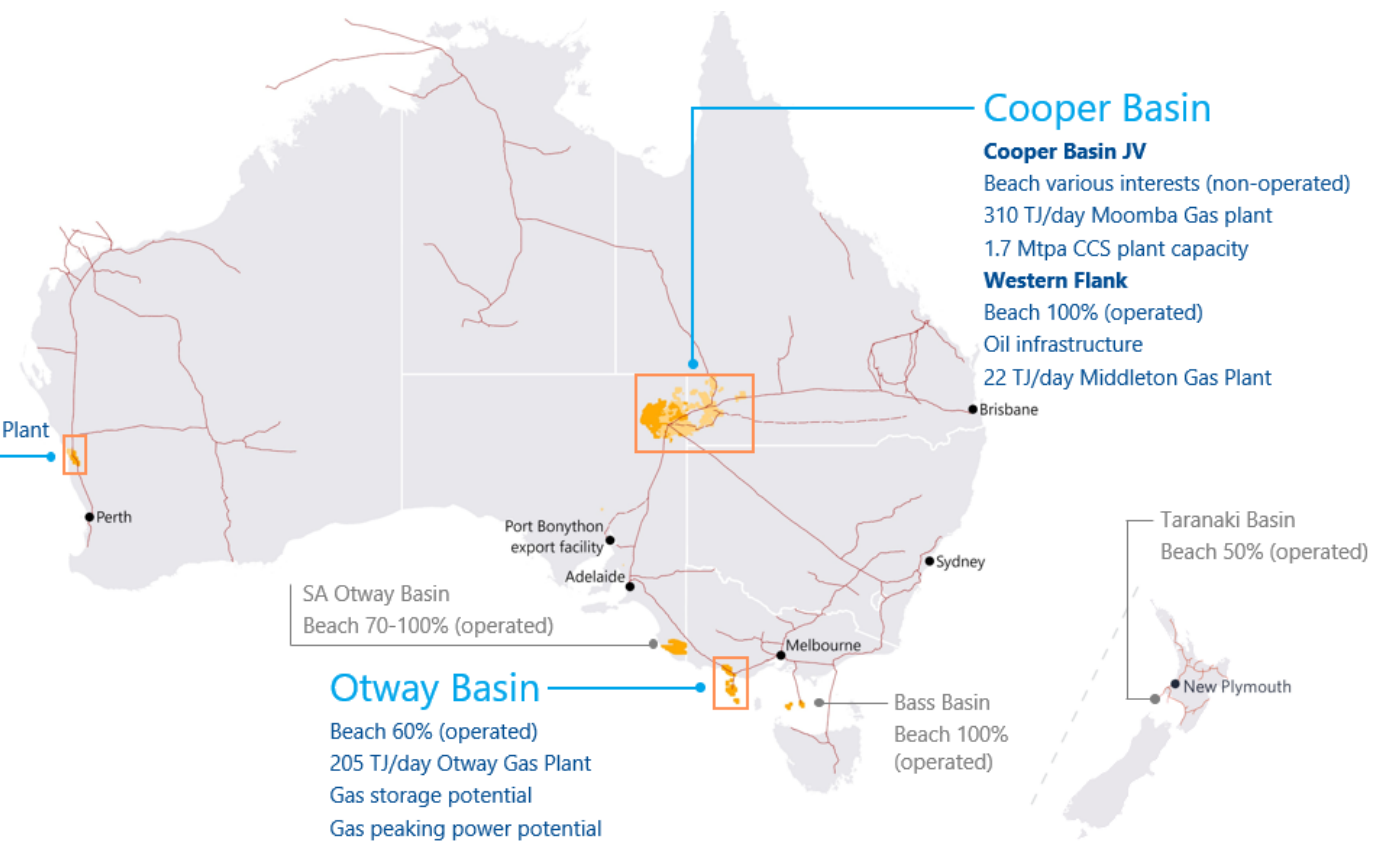 Cooper Basin
Cooper Basin JV
Beach various interests (non-operated)
310 TJ/day Moomba Gas plant
1.7 Mtpa CCS plant capacity
Western Flank
Beach 100% (operated)
Oil infrastructure
22 TJ/day Middleton Gas Plant
Brisbane
Plant
Perth
Port Bonython
export facility
Adelaide
Sydney
Taranaki Basin
Beach 50% (operated)
SA Otway Basin
Beach 70-100% (operated)
Melbourne
New Plymouth
Otway Basin
Beach 60% (operated)
205 TJ/day Otway Gas Plant
Gas storage potential
Gas peaking power potential
Bass Basin
Beach 100%
(operated)